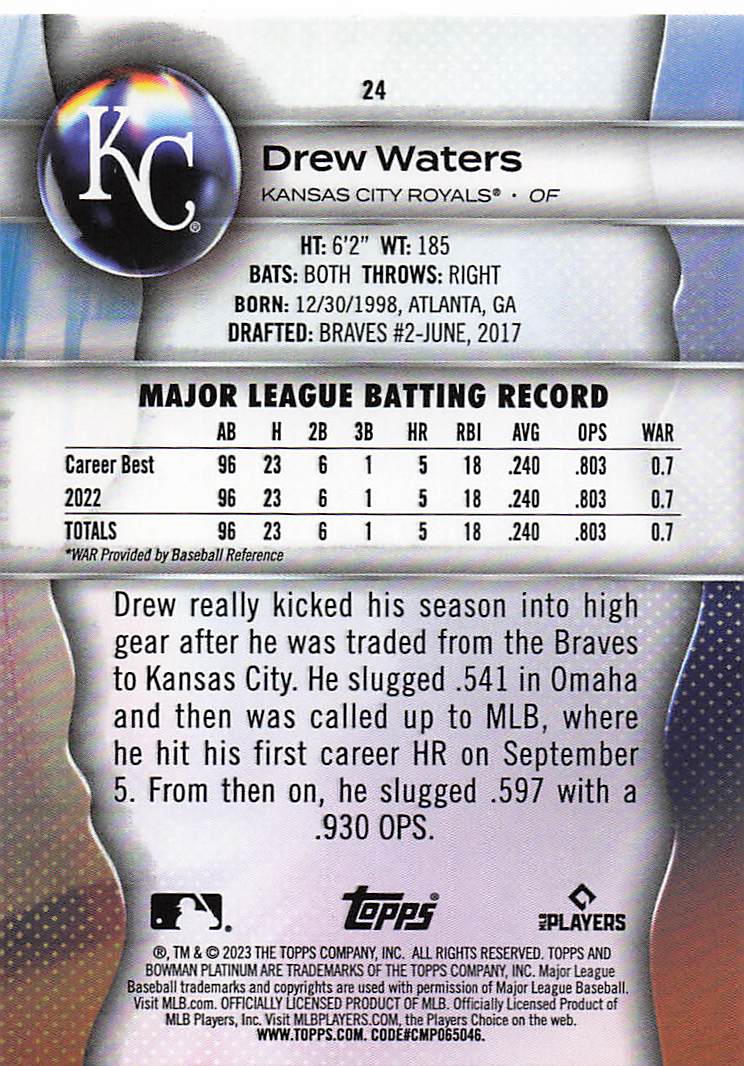 24
KC®
Drew Waters
KANSAS CITY ROYALS® · OF
HT: 6'2" WT: 185
BATS: BOTH THROWS: RIGHT
BORN: 12/30/1998, ATLANTA, GA
DRAFTED: BRAVES #2-JUNE, 2017
MAJOR LEAGUE BATTING RECORD
AB H 2B 3B HR RBI AVG OPS WAR
Career Best 96 23 6 1 5 18 .240 .803 0.7
2022 96 23 6 1 5 18 .240 .803 0.7
TOTALS 96 23 6 1 5 18 .240 .803 0.7
*WAR Provided by Baseball Reference
Drew really kicked his season into high
gear after he was traded from the Braves
to Kansas City. He slugged .541 in Omaha
and then was called up to MLB, where
he hit his first career HR on September
5. From then on, he slugged .597 with a
.930 OPS.
topps® MLB PLAYERS
®, TM & © 2023 THE TOPPS COMPANY, INC. ALL RIGHTS RESERVED. TOPPS AND
BOWMAN PLATINUM ARE TRADEMARKS OF THE TOPPS COMPANY, INC. Major League
Baseball trademarks and copyrights are used with permission of Major League Baseball.
Visit MLB.com. OFFICIALLY LICENSED PRODUCT OF MLB. Officially Licensed Product of
MLB Players, Inc. Visit MLBPLAYERS.COM, the Players Choice on the web.
WWW.TOPPS.COM. CODE#CMP065046.